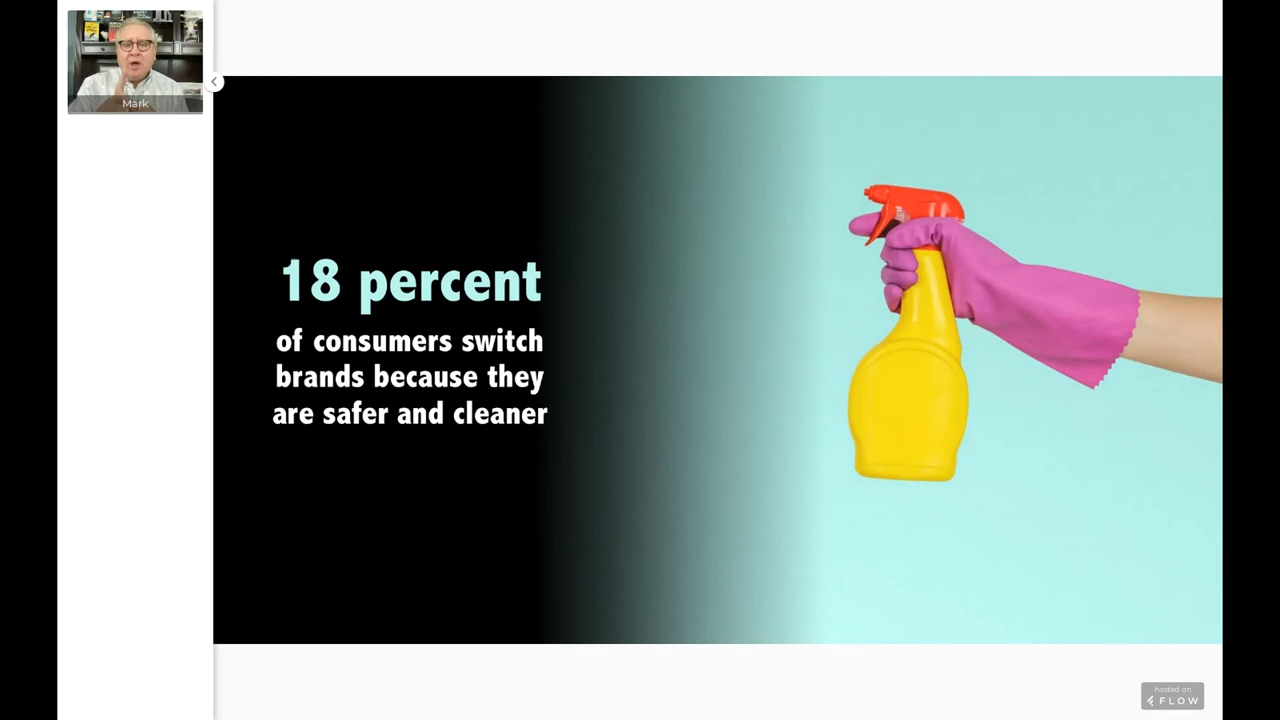 Mark
18 percent
of consumers switch
brands because they
are safer and cleaner
hosted on
FLOW